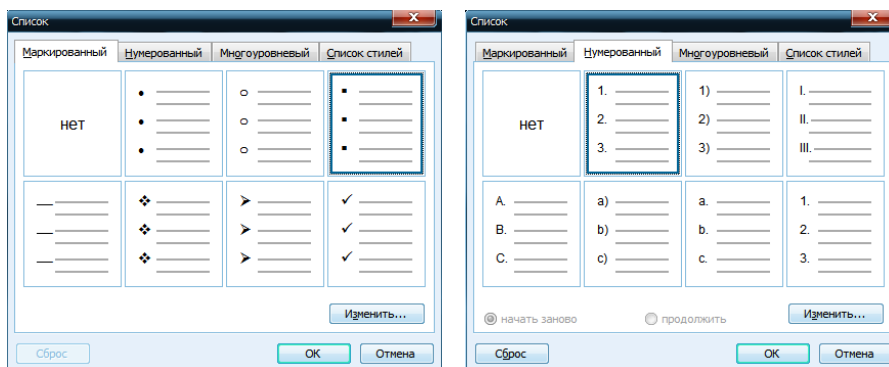 Список
Маркированный Нумерованный Многоуровневый Список стилей
нет
Изменить...
Сброс ОК Отмена
Список
Маркированный Нумерованный Многоуровневый Список стилей
нет
1. 1) I.
2. 2) II.
3. 3) III.
A. a) a. 1.
B. b) b. 2.
C. c) c. 3.
начать заново продолжить Изменить...
Сброс ОК Отмена